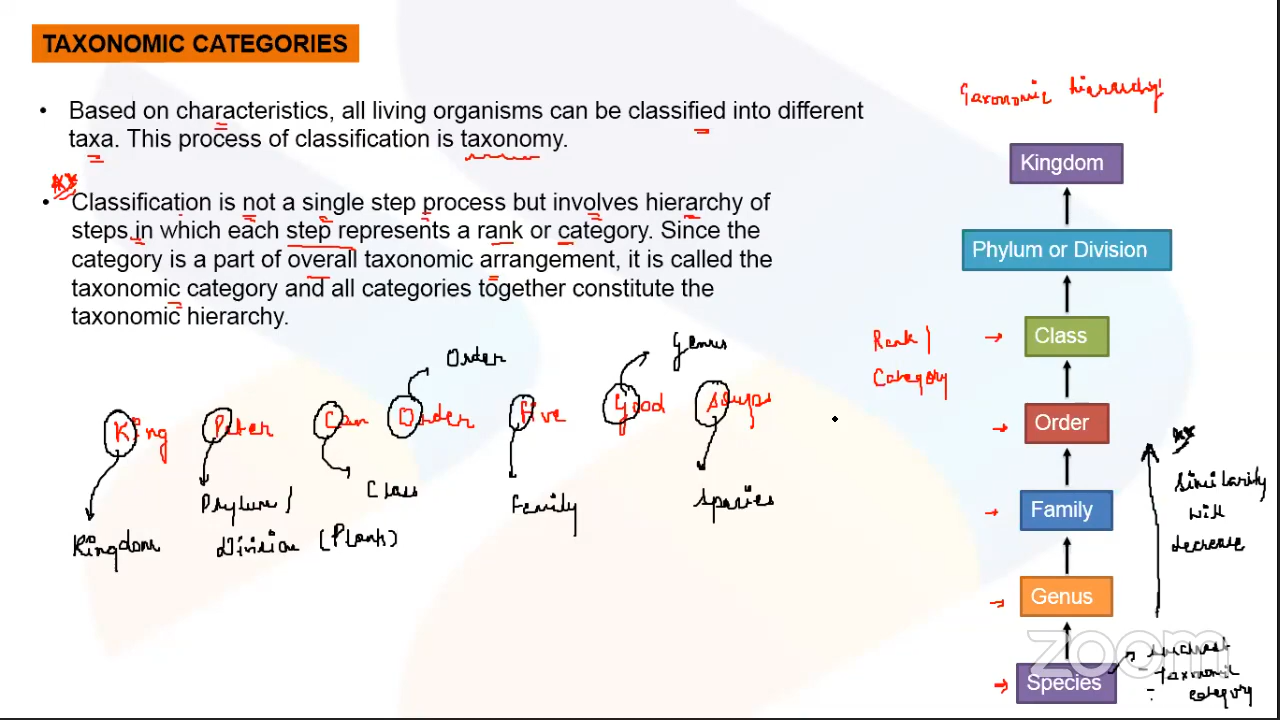 TAXONOMIC CATEGORIES
• Based on characteristics, all living organisms can be classified into different
taxa. This process of classification is taxonomy.
• Classification is not a single step process but involves hierarchy of
steps in which each step represents a rank or category. Since the
category is a part of overall taxonomic arrangement, it is called the
taxonomic category and all categories together constitute the
taxonomic hierarchy.
Order
Genus
King Peter Can Order Five Good Soups
Kingdom
Phylum /
Division (Plant)
Class
Family
Species
Taxonomic hierarchy
Kingdom
Phylum or Division
Class
Rank /
Category
Order
Family
Genus
Species
Similarity
will
decrease
Taxonomic
category
zoom